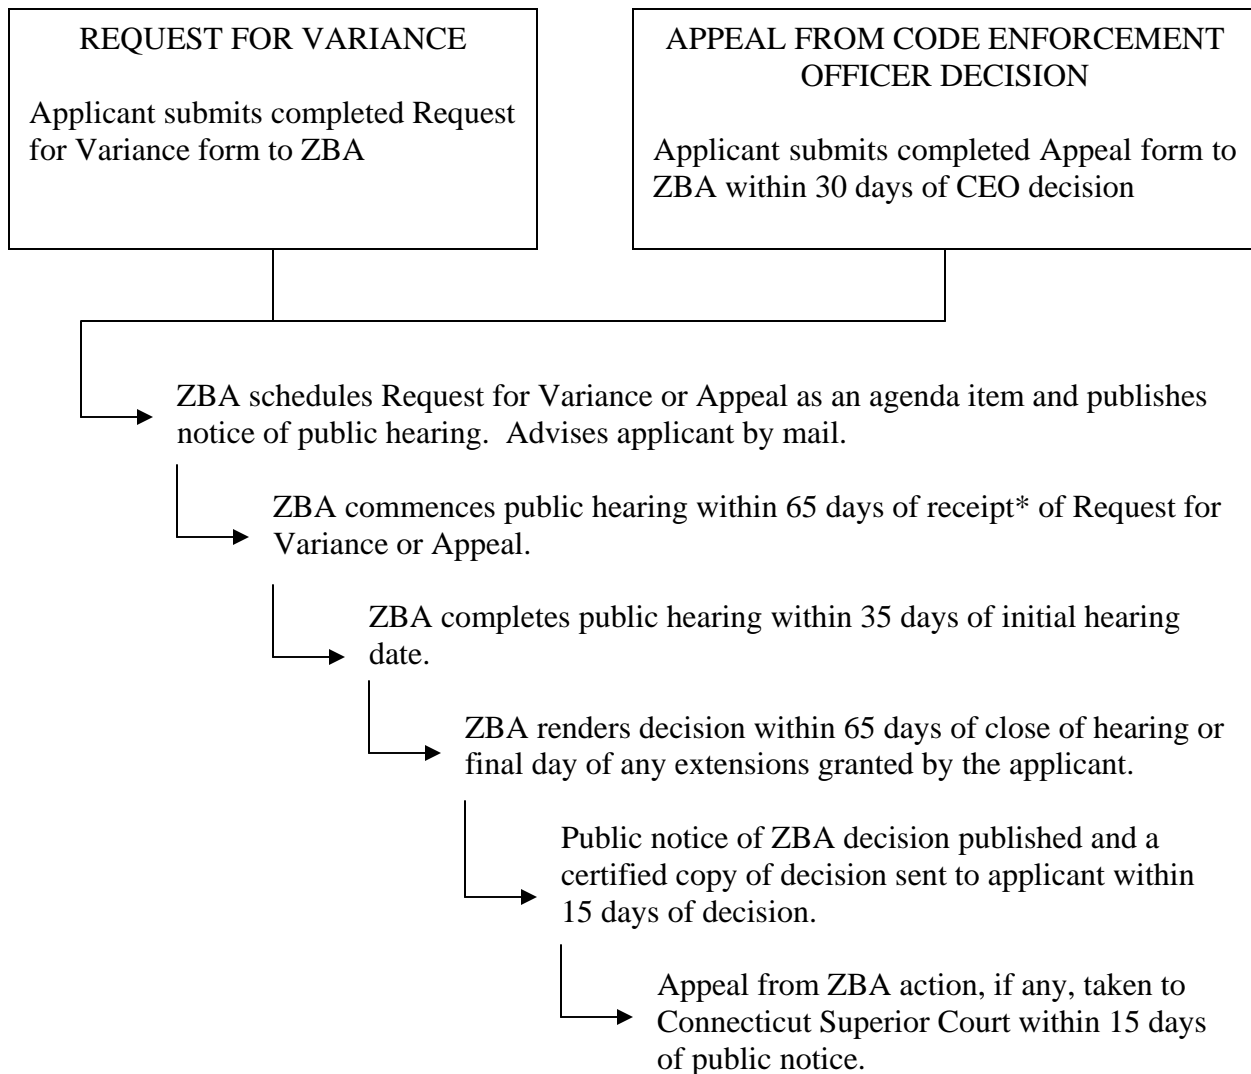 REQUEST FOR VARIANCE
Applicant submits completed Request
for Variance form to ZBA
APPEAL FROM CODE ENFORCEMENT
OFFICER DECISION
Applicant submits completed Appeal form to
ZBA within 30 days of CEO decision
ZBA schedules Request for Variance or Appeal as an agenda item and publishes
notice of public hearing.  Advises applicant by mail.
ZBA commences public hearing within 65 days of receipt* of Request for
Variance or Appeal.
ZBA completes public hearing within 35 days of initial hearing
date.
ZBA renders decision within 65 days of close of hearing or
final day of any extensions granted by the applicant.
Public notice of ZBA decision published and a
certified copy of decision sent to applicant within
15 days of decision.
Appeal from ZBA action, if any, taken to
Connecticut Superior Court within 15 days
of public notice.